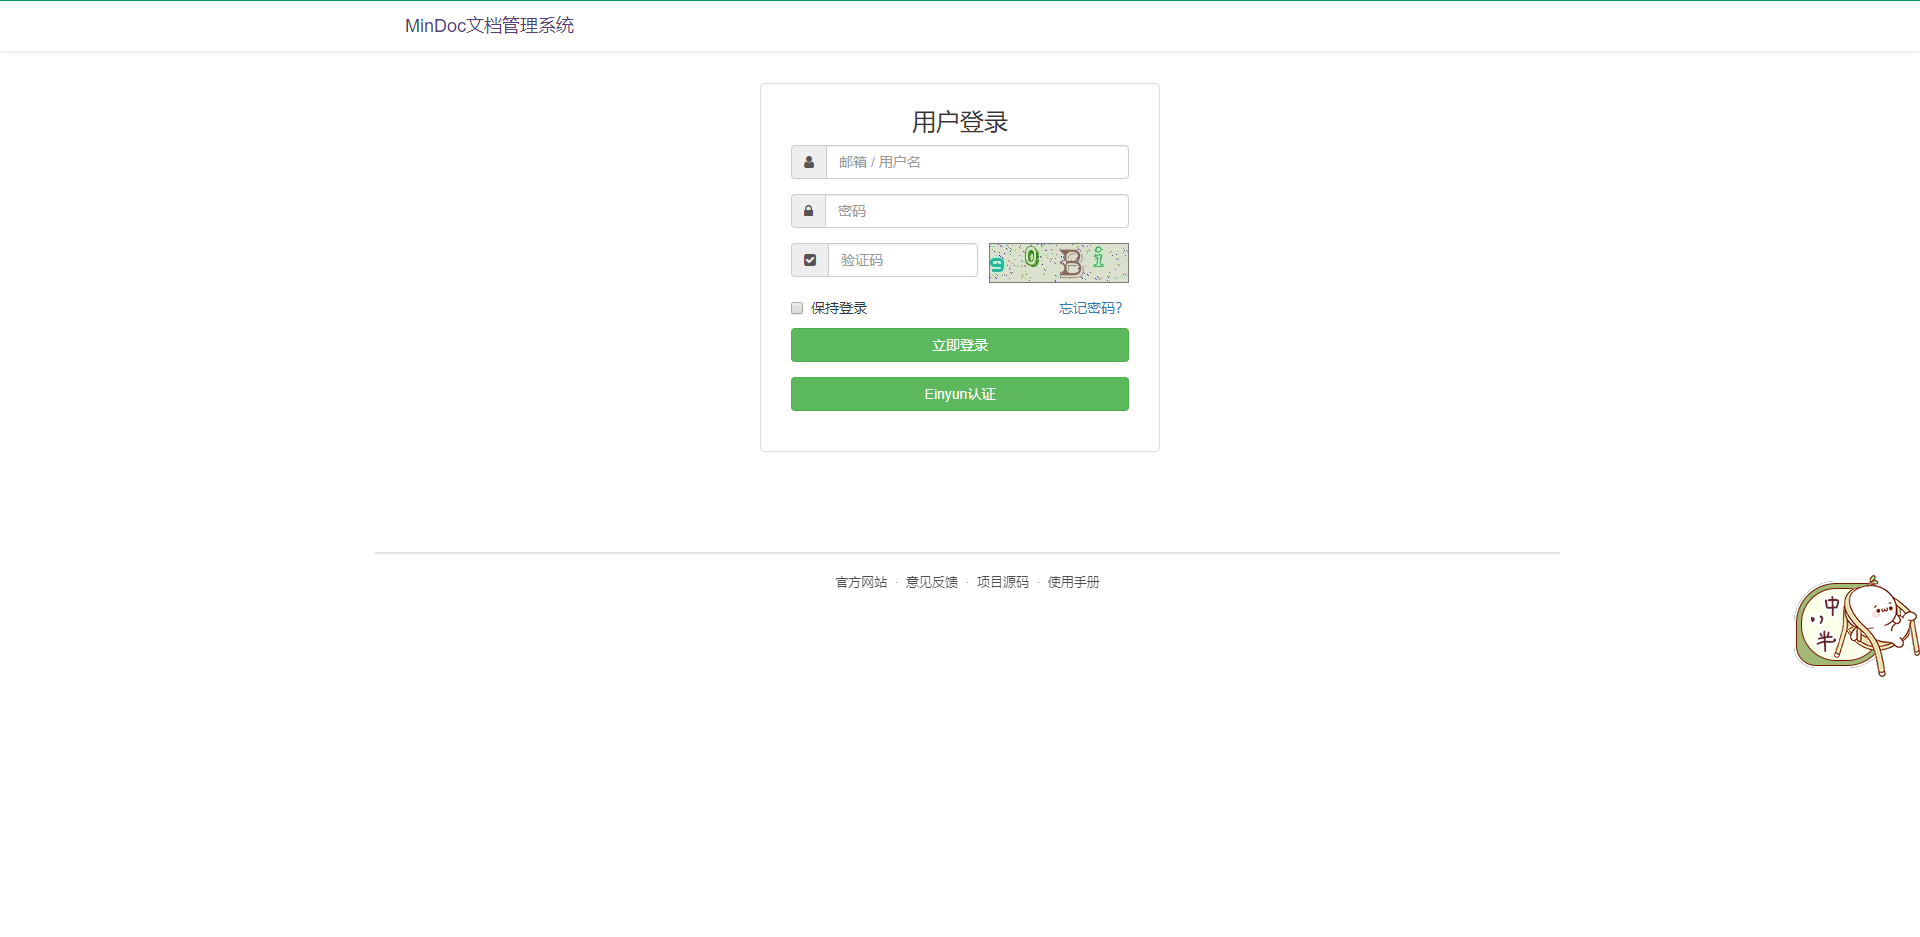 MinDoc文档管理系统
用户登录
邮箱 / 用户名
密码
验证码
g 0 B i
保持登录
忘记密码?
立即登录
Einyun认证
官方网站 · 意见反馈 · 项目源码 · 使用手册
中
半